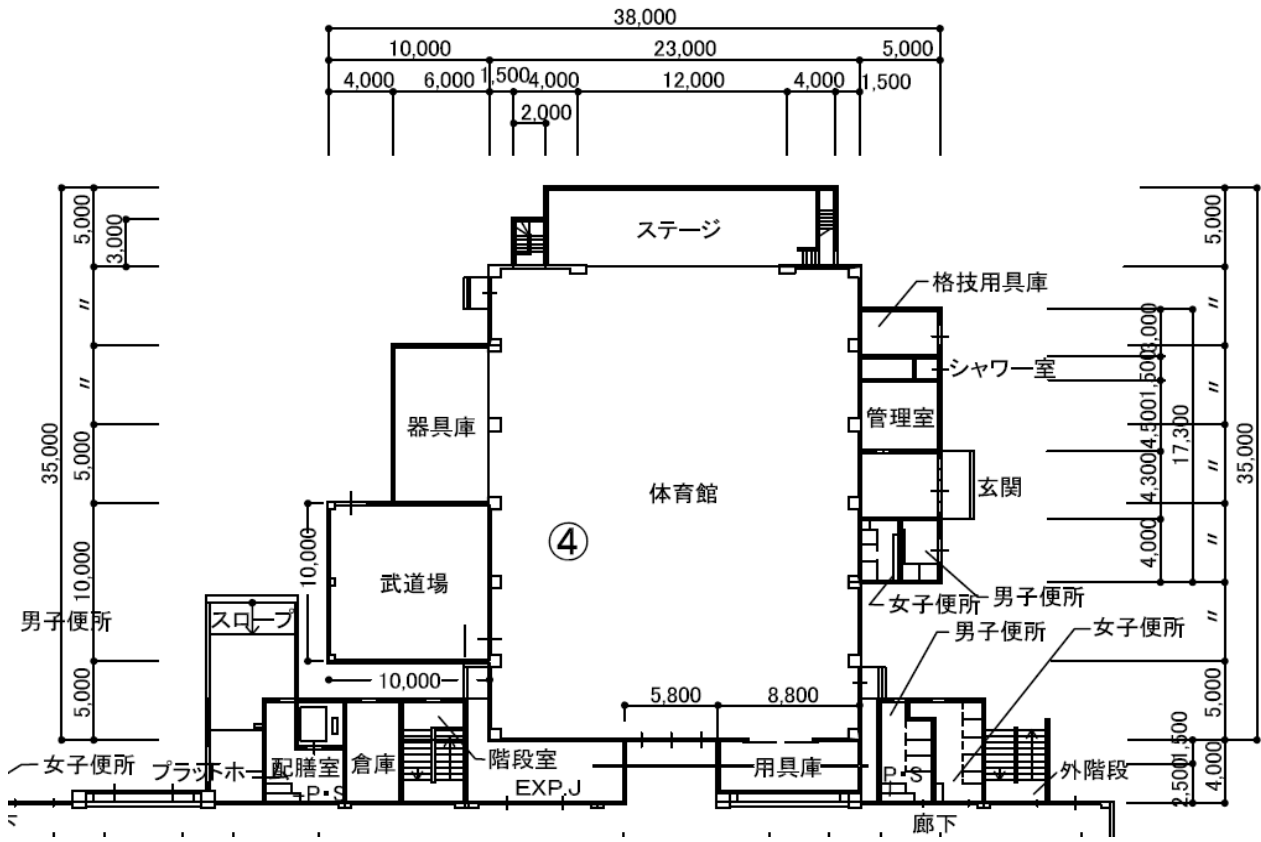 38,000
10,000 23,000 5,000
4,000 6,000 1,500 4,000 12,000 4,000 1,500
2,000
5,000
3,000
〃
〃
35,000
5,000
10,000
5,000
ステージ
格技用具庫
シャワー室
器具庫
管理室
体育館
玄関
④
武道場
10,000
10,000
女子便所
男子便所
男子便所
スロープ
男子便所
女子便所
5,800 8,800
階段室
女子便所
プラットホーム
配膳室
倉庫
P・S
EXP.J
用具庫
P・S
外階段
廊下
5,000
〃
〃
〃
〃
〃
5,000
35,000
3,000
1,500
4,500
4,300
4,000
17,300
1,500
2,500
4,000